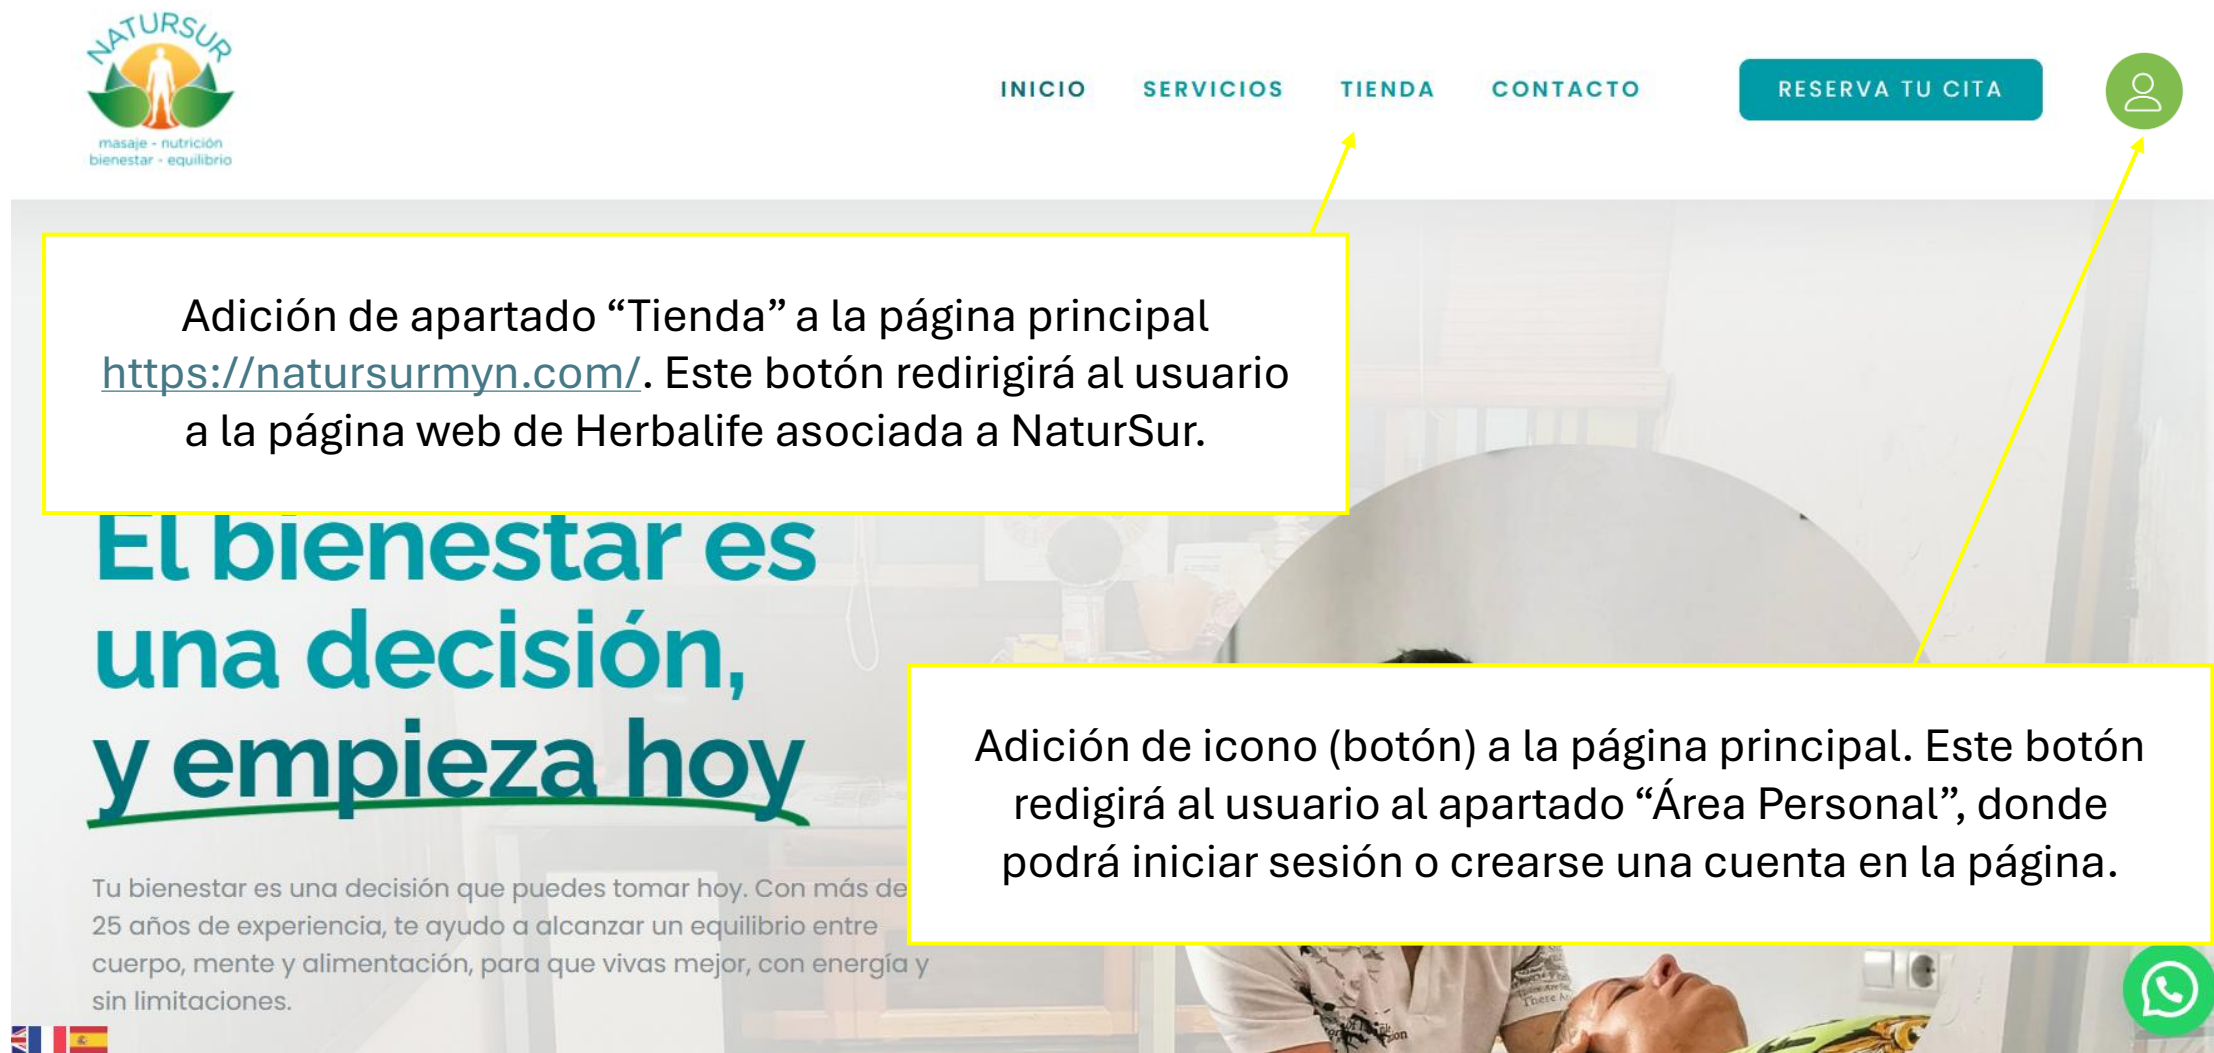 NATURSUR
masaje - nutrición
bienestar - equilibrio
INICIO SERVICIOS TIENDA CONTACTO RESERVA TU CITA
Adición de apartado “Tienda” a la página principal
https://natursurmyn.com/. Este botón redirigirá al usuario
a la página web de Herbalife asociada a NaturSur.
El bienestar es
una decisión,
y empieza hoy
Adición de icono (botón) a la página principal. Este botón
redigirá al usuario al apartado “Área Personal”, donde
podrá iniciar sesión o crearse una cuenta en la página.
Tu bienestar es una decisión que puedes tomar hoy. Con más de
25 años de experiencia, te ayudo a alcanzar un equilibrio entre
cuerpo, mente y alimentación, para que vivas mejor, con energía y
sin limitaciones.